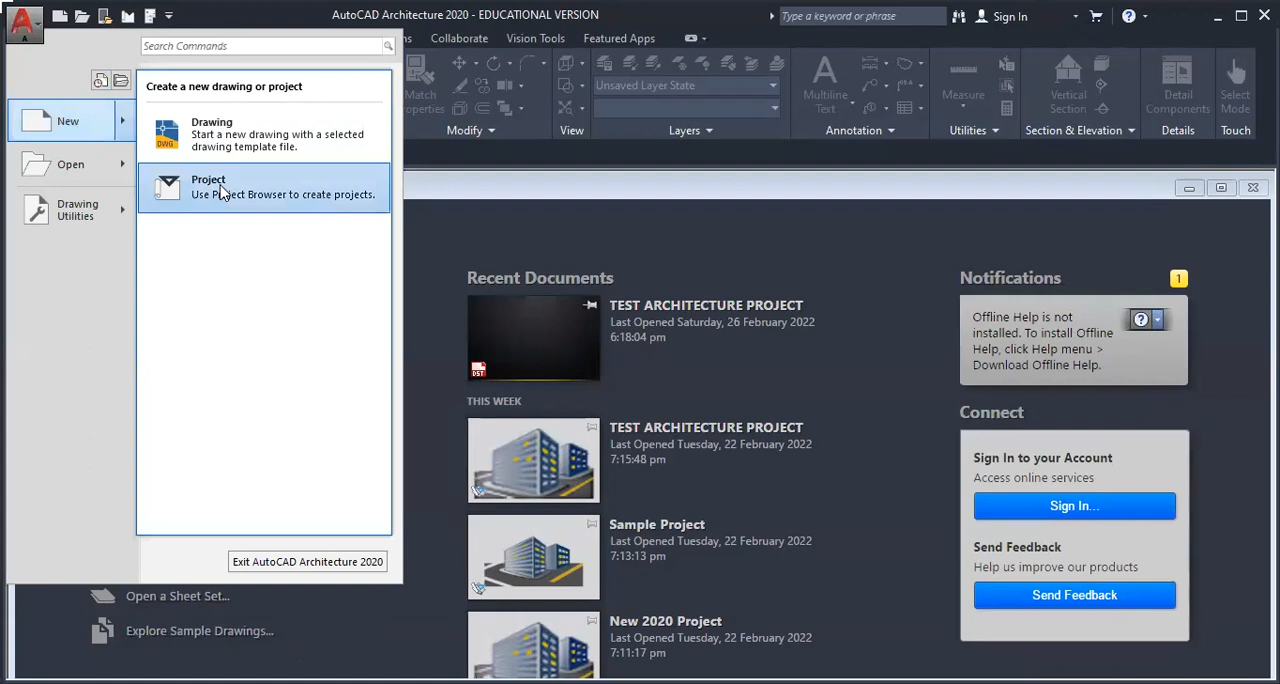 AutoCAD Architecture 2020 - EDUCATIONAL VERSION
Type a keyword or phrase
Sign In
Collaborate
Vision Tools
Featured Apps
Search Commands
Create a new drawing or project
New
Drawing
Start a new drawing with a selected
drawing template file.
DWG
Open
Project
Use Project Browser to create projects.
Drawing
Utilities
Exit AutoCAD Architecture 2020
Match
Modify
View
Unsaved Layer State
Layers
Multiline
Text
Annotation
Measure
Utilities
Vertical
Section
Section & Elevation
Detail
Components
Details
Select
Mode
Touch
Open a Sheet Set...
Explore Sample Drawings...
Recent Documents
TEST ARCHITECTURE PROJECT
Last Opened Saturday, 26 February 2022
6:18:04 pm
DST
THIS WEEK
TEST ARCHITECTURE PROJECT
Last Opened Tuesday, 22 February 2022
7:15:48 pm
Sample Project
Last Opened Tuesday, 22 February 2022
7:13:13 pm
New 2020 Project
Last Opened Tuesday, 22 February 2022
7:11:17 pm
Notifications
1
Offline Help is not
installed. To install Offline
Help, click Help menu >
Download Offline Help.
Connect
Sign In to your Account
Access online services
Sign In...
Send Feedback
Help us improve our products
Send Feedback